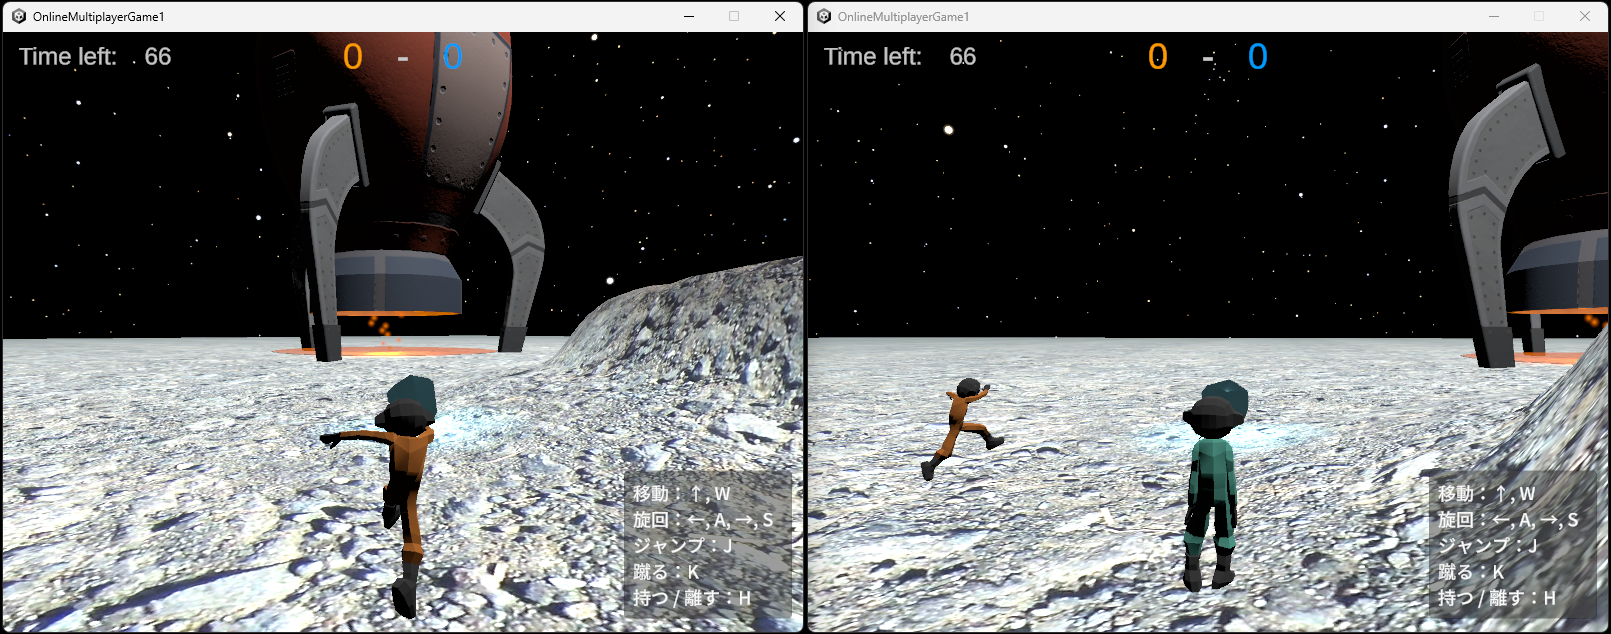 OnlineMultiplayerGame1
Time left: 66
0 - 0
移動：↑, W
旋回：←, A, →, S
ジャンプ：J
蹴る：K
持つ / 離す：H
OnlineMultiplayerGame1
Time left: 66
0 - 0
移動：↑, W
旋回：←, A, →, S
ジャンプ：J
蹴る：K
持つ / 離す：H